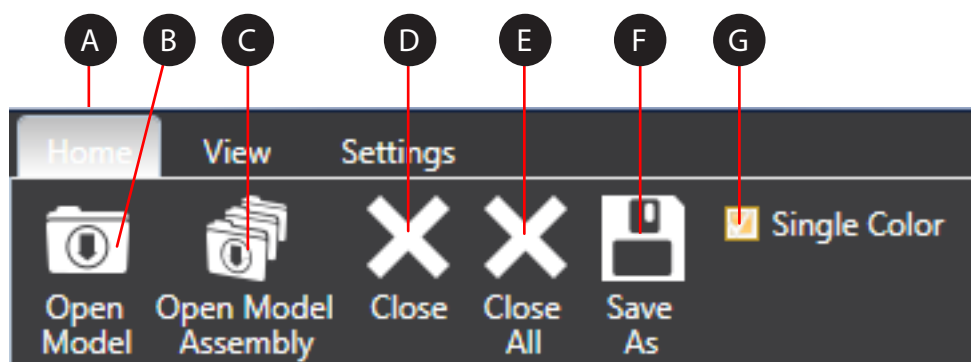 A B C D E F G
Home View Settings
Single Color
Open Open Model Close Close Save
Model Assembly All As